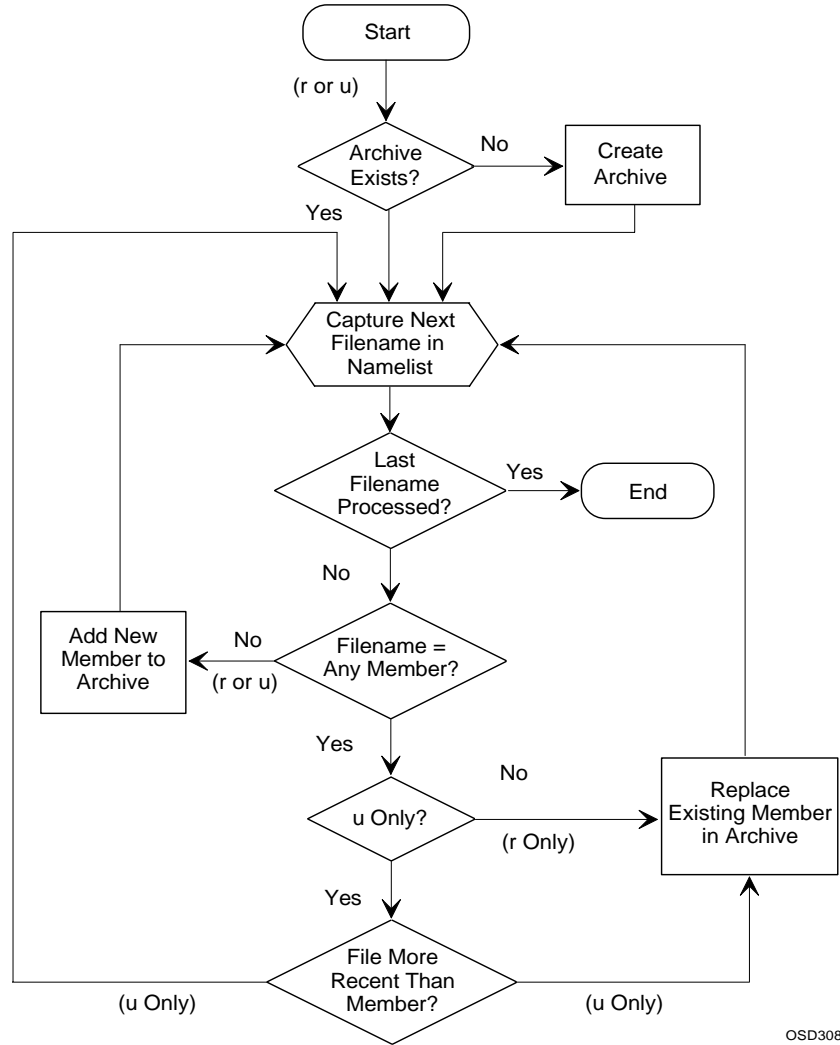 Start
(r or u)
Archive
Exists?
No
Create
Archive
Yes
Capture Next
Filename in
Namelist
Last
Filename
Processed?
Yes
End
No
Add New
Member to
Archive
No
(r or u)
Filename =
Any Member?
Yes
No
u Only?
(r Only)
Replace
Existing Member
in Archive
Yes
File More
Recent Than
Member?
(u Only)
(u Only)
OSD308